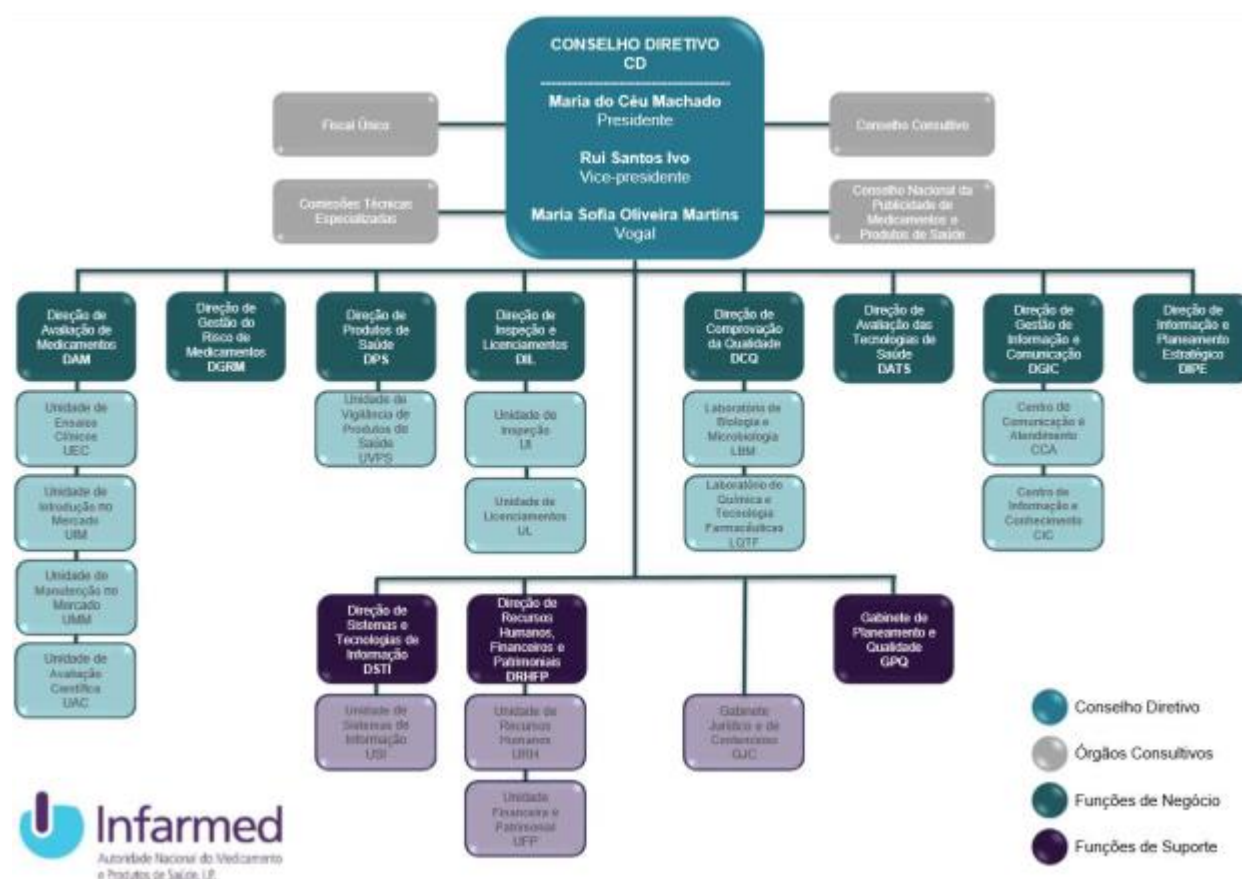 CONSELHO DIRETIVO
CD
Maria do Céu Machado
Presidente
Rui Santos Ivo
Vice-presidente
Maria Sofia Oliveira Martins
Vogal
Fiscal Único
Comissões Técnicas
Especializadas
Conselho Consultivo
Conselho Nacional da
Publicidade de
Medicamentos e
Produtos de Saúde
Direção de
Avaliação de
Medicamentos
DAM
Direção de
Gestão do
Risco de
Medicamentos
DGRM
Direção de
Produtos de
Saúde
DPS
Direção de
Inspeção e
Licenciamentos
DIL
Direção de
Comprovação
da Qualidade
DCQ
Direção de
Avaliação das
Tecnologias de
Saúde
DATS
Direção de
Gestão de
Informação e
Comunicação
DGIC
Direção de
Informação e
Planeamento
Estratégico
DIPE
Unidade de
Ensaios
Clínicos
UEC
Unidade de
Introdução no
Mercado
UIM
Unidade de
Manutenção no
Mercado
UMM
Unidade de
Avaliação
Científica
UAC
Unidade de
Vigilância de
Produtos de
Saúde
UVPS
Unidade de
Inspeção
UI
Unidade de
Licenciamentos
UL
Laboratório de
Biologia e
Microbiologia
LBM
Laboratório de
Química e
Tecnologia
Farmacêuticas
LQTF
Centro de
Comunicação e
Atendimento
CCA
Centro de
Informação e
Conhecimento
CIC
Direção de
Sistemas e
Tecnologias de
Informação
DSTI
Direção de
Recursos
Humanos,
Financeiros e
Patrimoniais
DRHFP
Gabinete de
Planeamento e
Qualidade
GPQ
Unidade de
Sistemas de
Informação
USI
Unidade de
Recursos
Humanos
URH
Unidade
Financeira e
Patrimonial
UFP
Gabinete
Jurídico e de
Contencioso
GJC
Conselho Diretivo
Órgãos Consultivos
Funções de Negócio
Funções de Suporte
Infarmed
Autoridade Nacional do Medicamento
e Produtos de Saúde, I.P.